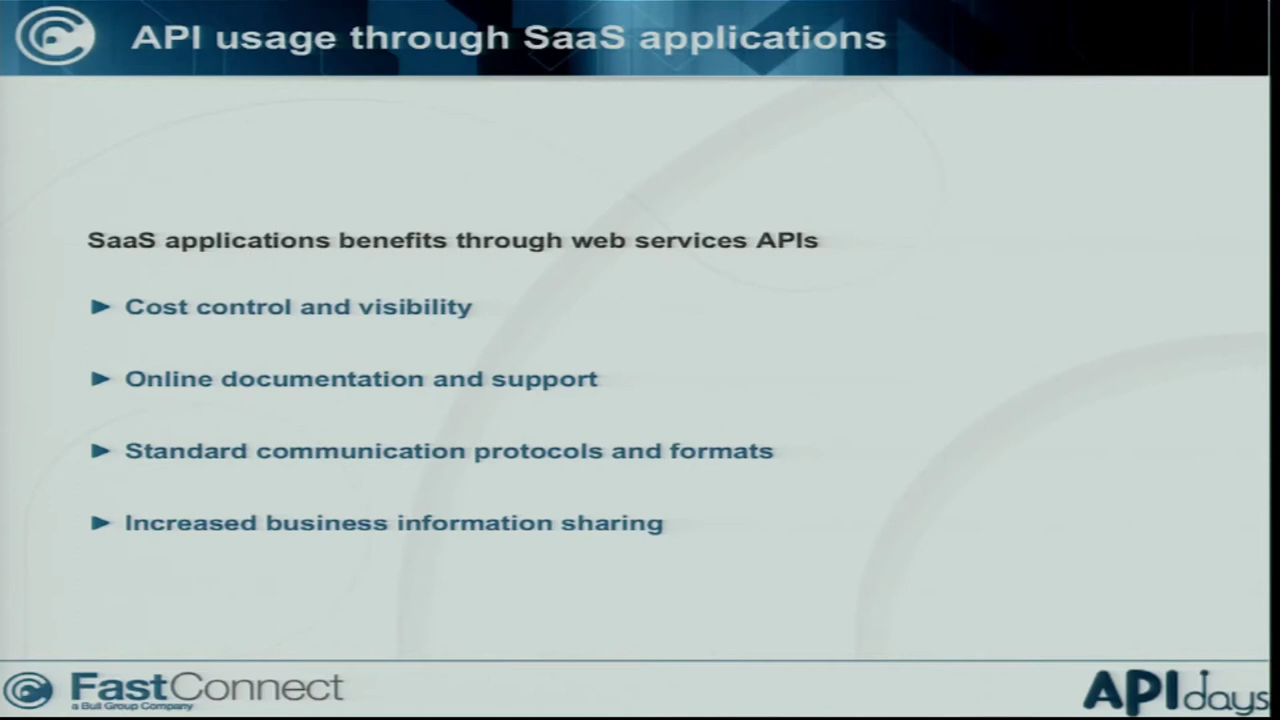 API usage through SaaS applications
SaaS applications benefits through web services APIs
Cost control and visibility
Online documentation and support
Standard communication protocols and formats
Increased business information sharing
FastConnect
a Bull Group Company
APIdays